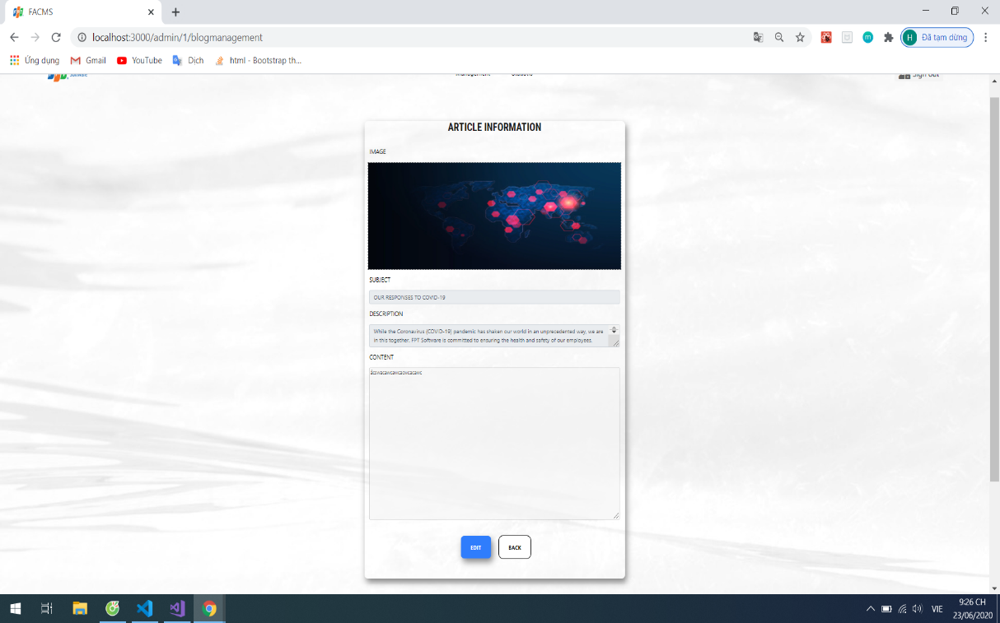 FACMS
localhost:3000/admin/1/blogmanagement
H Đã tạm dừng
Ứng dụng
Gmail
YouTube
Dịch
html - Bootstrap th...
Software
Management
Statistic
Sign Out
ARTICLE INFORMATION
IMAGE
SUBJECT
OUR RESPONSES TO COVID-19
DESCRIPTION
While the Coronavirus (COVID-19) pandemic has shaken our world in an unprecedented way, we are
in this together. FPT Software is committed to ensuring the health and safety of our employees.
CONTENT
EDIT
BACK
VIE
9:26 CH
23/06/2020